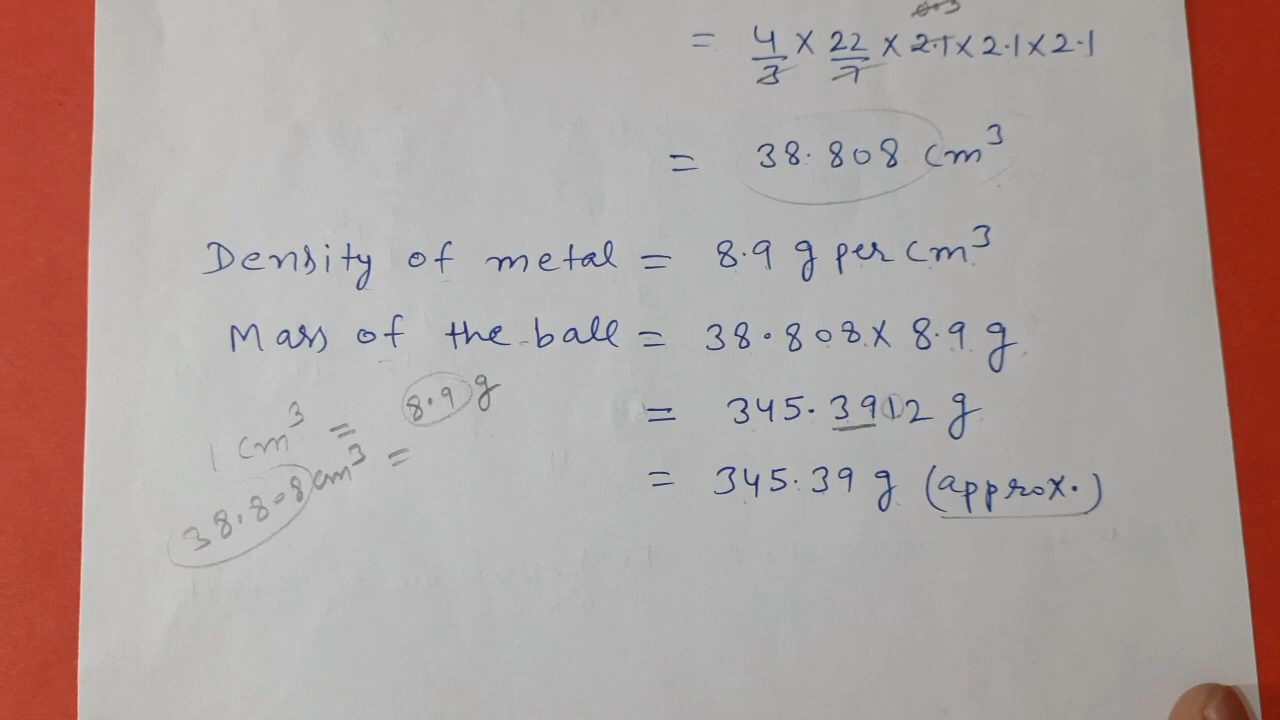 = 4/3 × 22/7 × 2.1 × 2.1 × 2.1
= 38.808 cm³
Density of metal = 8.9 g per cm³
Mass of the ball = 38.808 × 8.9 g
= 345.3912 g
= 345.39 g (approx.)
1 cm³ = 8.9 g
38.808 cm³ =